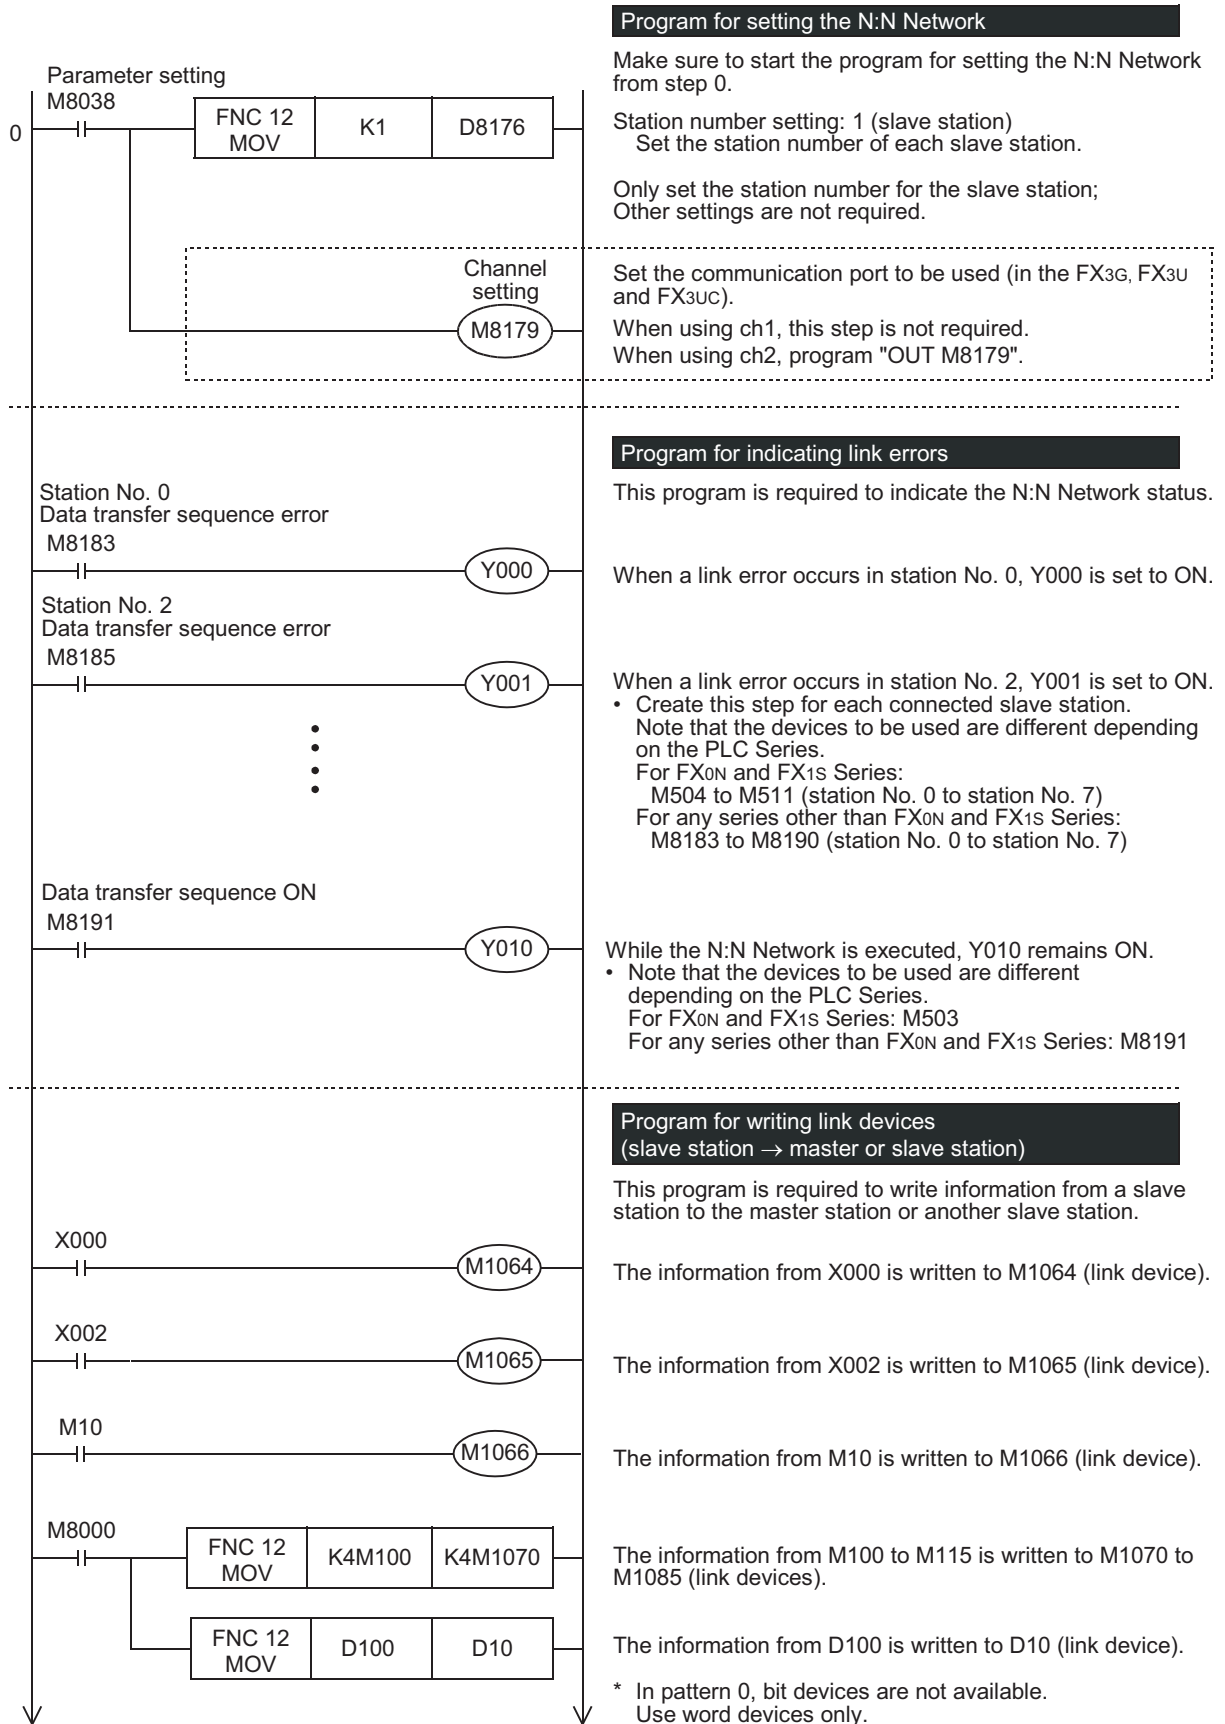 Program for setting the N:N Network
Make sure to start the program for setting the N:N Network
from step 0.
Parameter setting
M8038
0
FNC 12
MOV
K1
D8176
Station number setting: 1 (slave station)
Set the station number of each slave station.
Only set the station number for the slave station;
Other settings are not required.
Channel
setting
M8179
Set the communication port to be used (in the FX3G, FX3U
and FX3UC).
When using ch1, this step is not required.
When using ch2, program "OUT M8179".
Program for indicating link errors
This program is required to indicate the N:N Network status.
Station No. 0
Data transfer sequence error
M8183
Y000
When a link error occurs in station No. 0, Y000 is set to ON.
Station No. 2
Data transfer sequence error
M8185
Y001
When a link error occurs in station No. 2, Y001 is set to ON.
• Create this step for each connected slave station.
Note that the devices to be used are different depending
on the PLC Series.
For FX0N and FX1S Series:
M504 to M511 (station No. 0 to station No. 7)
For any series other than FX0N and FX1S Series:
M8183 to M8190 (station No. 0 to station No. 7)
Data transfer sequence ON
M8191
Y010
While the N:N Network is executed, Y010 remains ON.
• Note that the devices to be used are different
depending on the PLC Series.
For FX0N and FX1S Series: M503
For any series other than FX0N and FX1S Series: M8191
Program for writing link devices
(slave station → master or slave station)
This program is required to write information from a slave
station to the master station or another slave station.
X000
M1064
The information from X000 is written to M1064 (link device).
X002
M1065
The information from X002 is written to M1065 (link device).
M10
M1066
The information from M10 is written to M1066 (link device).
M8000
FNC 12
MOV
K4M100
K4M1070
The information from M100 to M115 is written to M1070 to
M1085 (link devices).
FNC 12
MOV
D100
D10
The information from D100 is written to D10 (link device).
* In pattern 0, bit devices are not available.
Use word devices only.